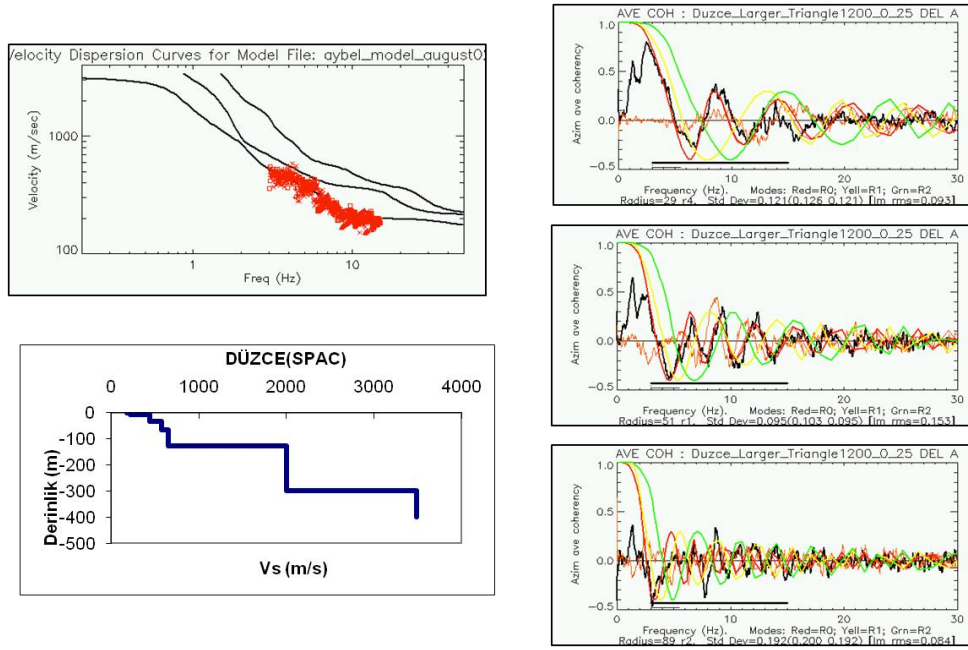 Velocity Dispersion Curves for Model File: aybel_model_august0
Velocity (m/sec)
1000
100
1
10
Freq (Hz)
DÜZCE(SPAC)
0
1000
2000
3000
4000
0
-100
-200
-300
-400
-500
Derinlik (m)
Vs (m/s)
AVE COH : Duzce_Larger_Triangle1200_0_25 DEL A
Azim ave coherency
1.0
0.5
0.0
-0.5
0
10
20
30
Frequency (Hz). Modes: Red=R0; Yell=R1; Grn=R2
Radius=29 r4. Std Dev=0.121(0.126 0.121) [Im rms=0.093]
AVE COH : Duzce_Larger_Triangle1200_0_25 DEL A
Azim ave coherency
1.0
0.5
0.0
-0.5
0
10
20
30
Frequency (Hz). Modes: Red=R0; Yell=R1; Grn=R2
Radius=51 r1. Std Dev=0.095(0.103 0.095) [Im rms=0.153]
AVE COH : Duzce_Larger_Triangle1200_0_25 DEL A
Azim ave coherency
1.0
0.5
0.0
-0.5
0
10
20
30
Frequency (Hz). Modes: Red=R0; Yell=R1; Grn=R2
Radius=89 r2. Std Dev=0.192(0.200 0.192) [Im rms=0.084]